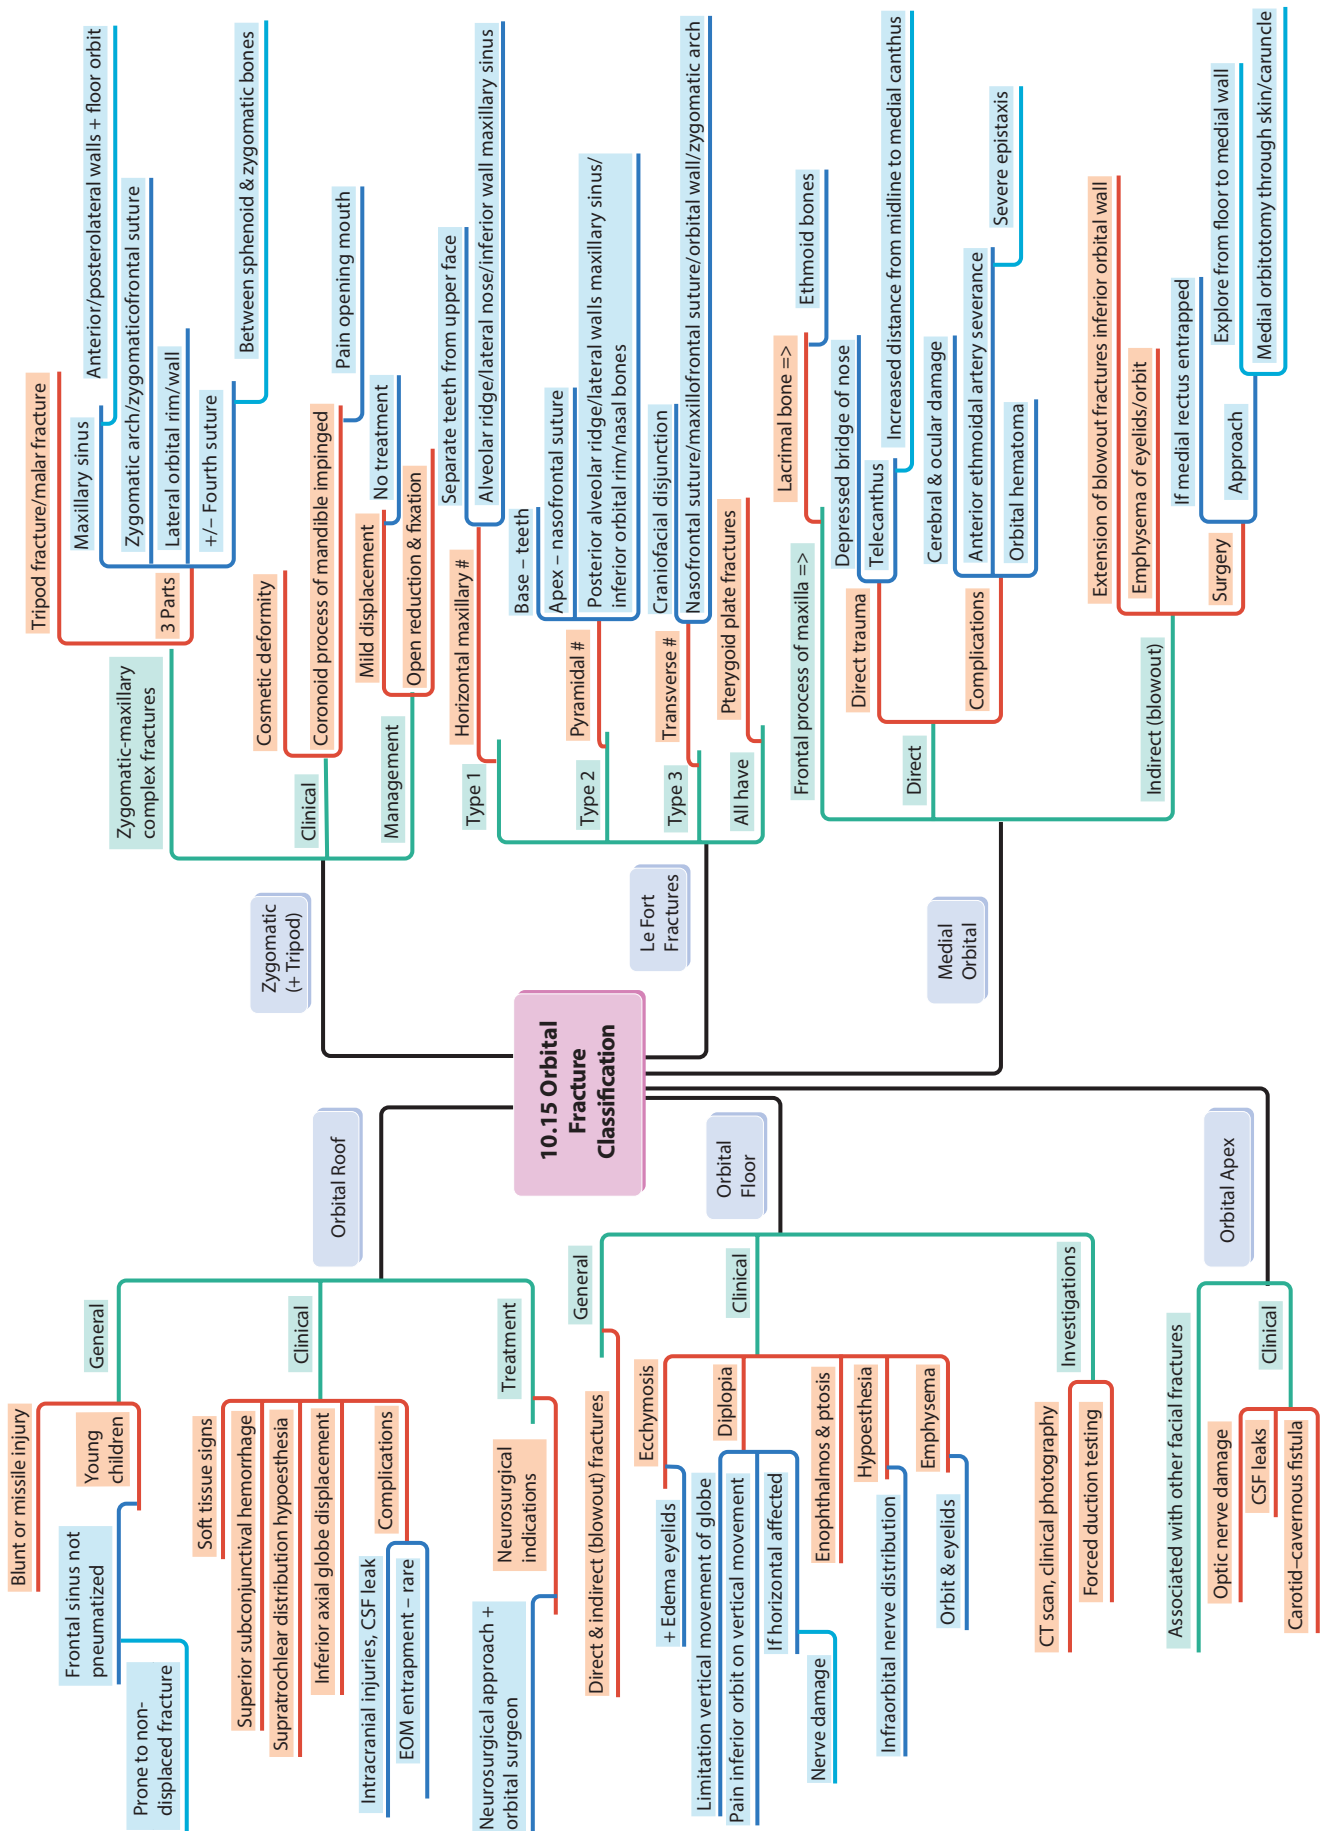 10.15 Orbital
Fracture
Classification
Orbital Roof
General
Blunt or missile injury
Young
children
Frontal sinus not
pneumatized
Prone to non-
displaced fracture
Clinical
Soft tissue signs
Superior subconjunctival hemorrhage
Supratrochlear distribution hypoesthesia
Inferior axial globe displacement
Complications
Intracranial injuries, CSF leak
EOM entrapment – rare
Treatment
Neurosurgical
indications
Neurosurgical approach +
orbital surgeon
Orbital
Floor
General
Direct & indirect (blowout) fractures
Clinical
Ecchymosis
+ Edema eyelids
Diplopia
Limitation vertical movement of globe
Pain inferior orbit on vertical movement
If horizontal affected
Nerve damage
Enophthalmos & ptosis
Hypoesthesia
Infraorbital nerve distribution
Emphysema
Orbit & eyelids
Investigations
CT scan, clinical photography
Forced duction testing
Orbital Apex
Associated with other facial fractures
Clinical
Optic nerve damage
CSF leaks
Carotid–cavernous fistula
Zygomatic
(+ Tripod)
Zygomatic-maxillary
complex fractures
Tripod fracture/malar fracture
3 Parts
Maxillary sinus
Anterior/posterolateral walls + floor orbit
Zygomatic arch/zygomaticofrontal suture
Lateral orbital rim/wall
+/– Fourth suture
Between sphenoid & zygomatic bones
Clinical
Cosmetic deformity
Coronoid process of mandible impinged
Pain opening mouth
Management
Mild displacement
No treatment
Open reduction & fixation
Le Fort
Fractures
Type 1
Horizontal maxillary #
Separate teeth from upper face
Alveolar ridge/lateral nose/inferior wall maxillary sinus
Type 2
Pyramidal #
Base – teeth
Apex – nasofrontal suture
Posterior alveolar ridge/lateral walls maxillary sinus/
inferior orbital rim/nasal bones
Type 3
Transverse #
Craniofacial disjunction
Nasofrontal suture/maxillofrontal suture/orbital wall/zygomatic arch
All have
Pterygoid plate fractures
Medial
Orbital
Frontal process of maxilla =>
Lacrimal bone =>
Ethmoid bones
Direct
Direct trauma
Depressed bridge of nose
Telecanthus
Increased distance from midline to medial canthus
Complications
Cerebral & ocular damage
Anterior ethmoidal artery severance
Severe epistaxis
Orbital hematoma
Indirect (blowout)
Extension of blowout fractures inferior orbital wall
Emphysema of eyelids/orbit
Surgery
If medial rectus entrapped
Approach
Explore from floor to medial wall
Medial orbitotomy through skin/caruncle